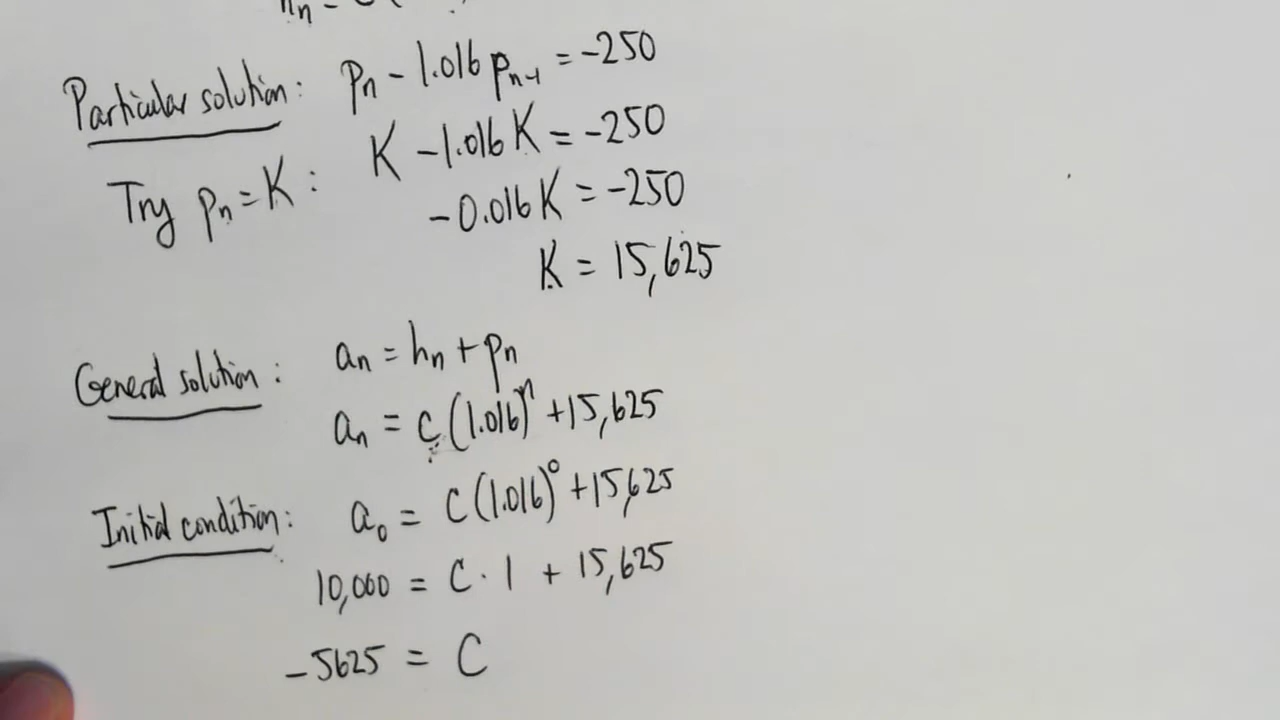 Particular solution: pn - 1.016 pn-1 = -250
Try pn = K: K - 1.016 K = -250
-0.016 K = -250
K = 15,625
General solution: an = hn + pn
an = C (1.016)^n + 15,625
Initial condition: a0 = C (1.016)^0 + 15,625
10,000 = C · 1 + 15,625
-5625 = C